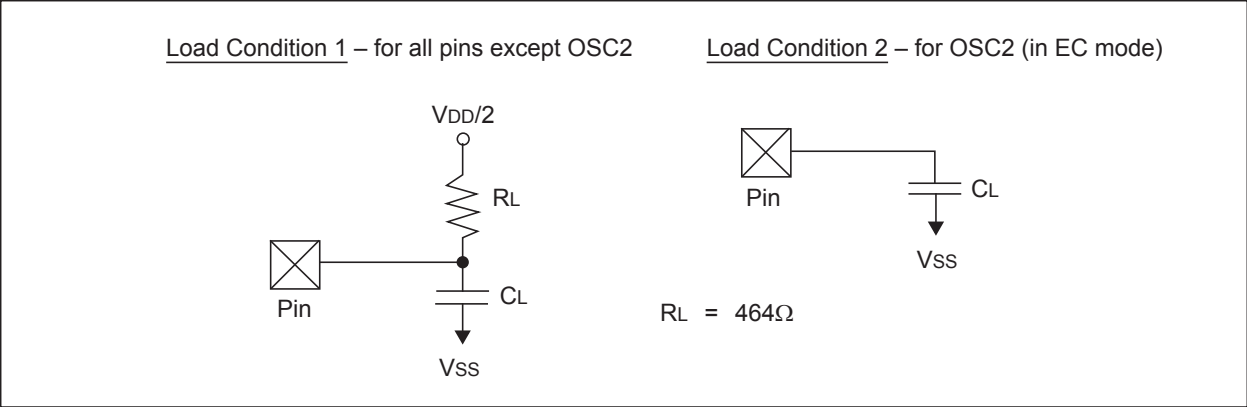 Load Condition 1 – for all pins except OSC2
Load Condition 2 – for OSC2 (in EC mode)
VDD/2
RL
Pin
CL
VSS
Pin
CL
VSS
RL = 464Ω